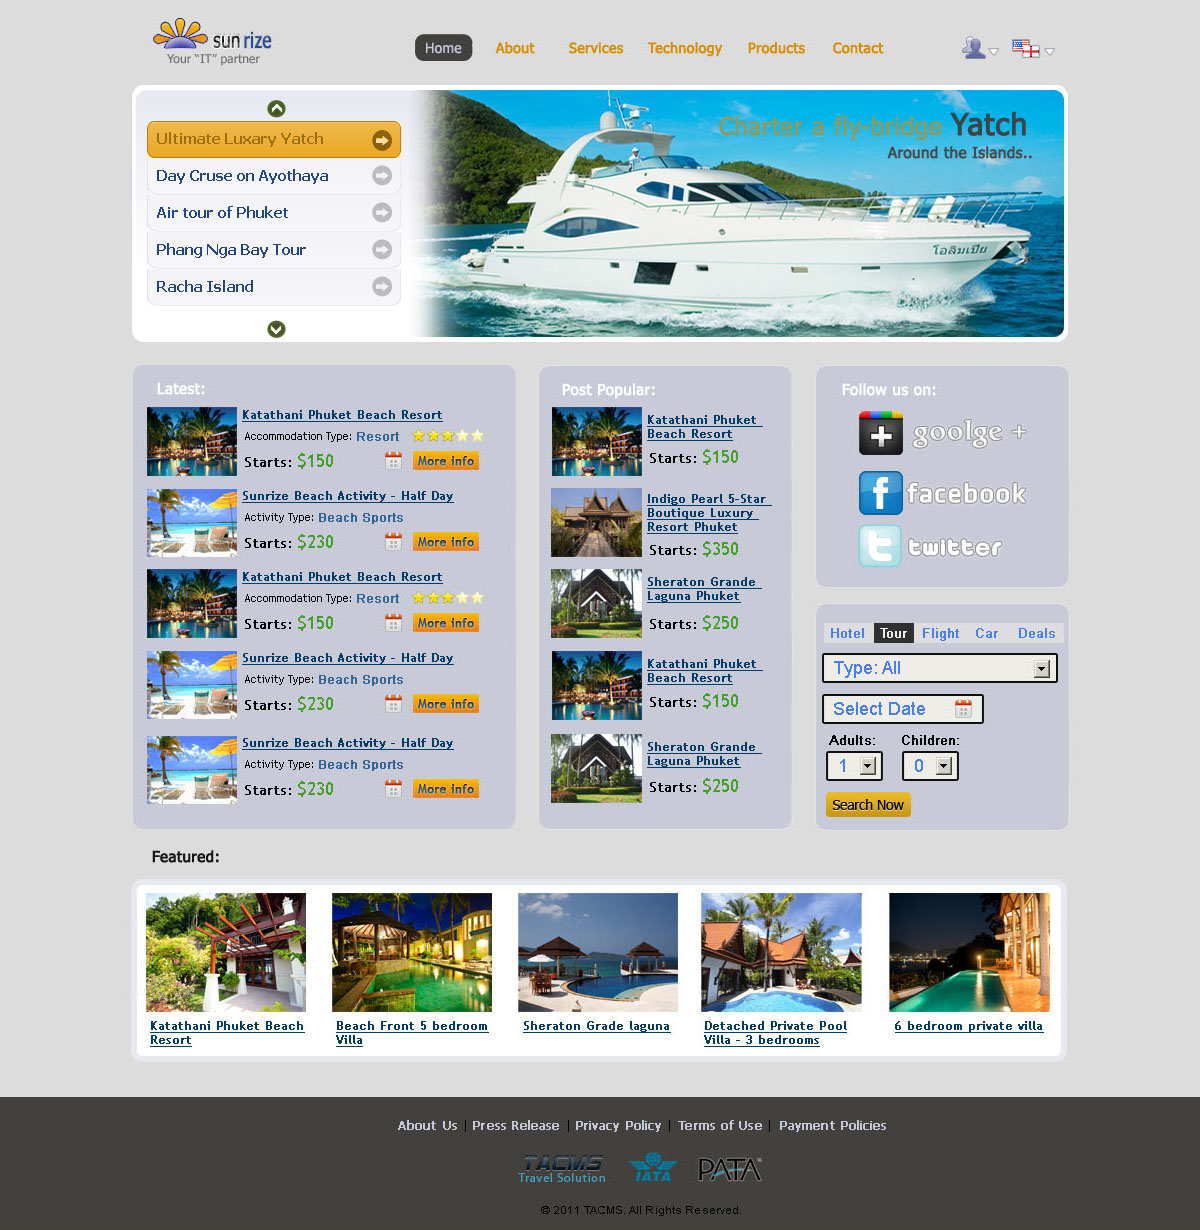 sun rize
Your "IT" partner
Home About Services Technology Products Contact
Ultimate Luxary Yatch
Day Cruse on Ayothaya
Air tour of Phuket
Phang Nga Bay Tour
Racha Island
Charter a fly-bridge Yatch
Around the Islands..
โอลิมเปีย
Latest:
Katathani Phuket Beach Resort
Accommodation Type: Resort
Starts: $150
More info
Sunrize Beach Activity - Half Day
Activity Type: Beach Sports
Starts: $230
More info
Katathani Phuket Beach Resort
Accommodation Type: Resort
Starts: $150
More info
Sunrize Beach Activity - Half Day
Activity Type: Beach Sports
Starts: $230
More info
Sunrize Beach Activity - Half Day
Activity Type: Beach Sports
Starts: $230
More info
Post Popular:
Katathani Phuket
Beach Resort
Starts: $150
Indigo Pearl 5-Star
Boutique Luxury
Resort Phuket
Starts: $350
Sheraton Grande
Laguna Phuket
Starts: $250
Katathani Phuket
Beach Resort
Starts: $150
Sheraton Grande
Laguna Phuket
Starts: $250
Follow us on:
goolge +
f facebook
t twitter
Hotel Tour Flight Car Deals
Type: All
Select Date
Adults: Children:
1 0
Search Now
Featured:
Katathani Phuket Beach
Resort
Beach Front 5 bedroom
Villa
Sheraton Grade laguna
Detached Private Pool
Villa - 3 bedrooms
6 bedroom private villa
About Us | Press Release | Privacy Policy | Terms of Use | Payment Policies
TACMS
Travel Solution
IATA
PATA
© 2011 TACMS. All Rights Reserved.